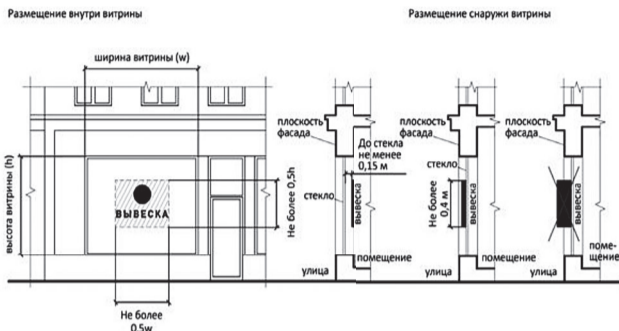 Размещение внутри витрины
Размещение снаружи витрины
ширина витрины (w)
высота витрины (h)
ВЫВЕСКА
Не более 0,5h
Не более
0,5w
плоскость
фасада
До стекла
не менее
0,15 м
стекло
вывеска
помещение
улица
плоскость
фасада
стекло
Не более
0,4 м
вывеска
помещение
улица
плоскость
фасада
вывеска
поме-
щение
улица